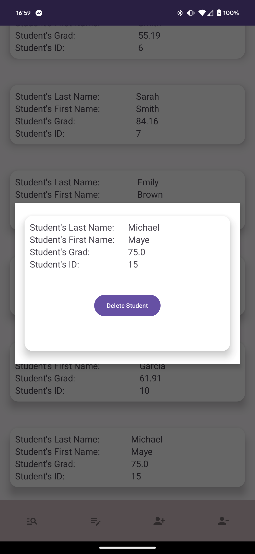 16:59 100%
55.19
Student's Grad:
Student's ID: 6
Student's Last Name: Sarah
Student's First Name: Smith
Student's Grad: 84.16
Student's ID: 7
Student's Last Name: Emily
Student's First Name: Brown
Student's Last Name: Michael
Student's First Name: Maye
Student's Grad: 75.0
Student's ID: 15
Delete Student
Student's First Name: Garcia
Student's Grad: 61.91
Student's ID: 10
Student's Last Name: Michael
Student's First Name: Maye
Student's Grad: 75.0
Student's ID: 15